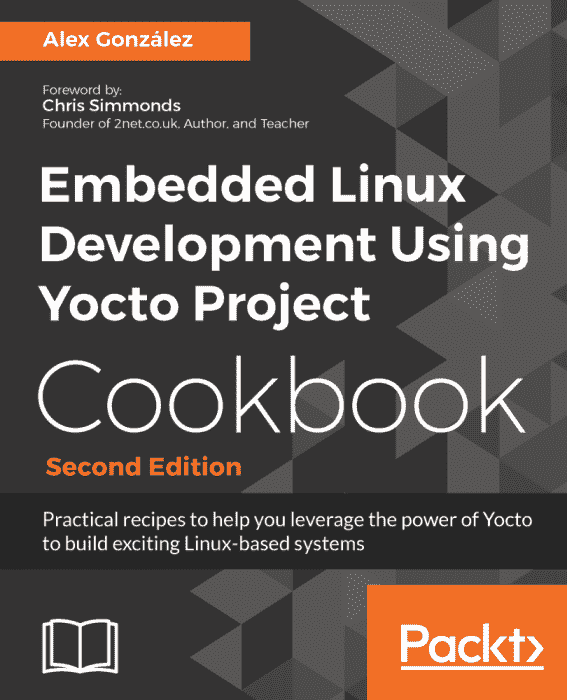 Alex González
Foreword by:
Chris Simmonds
Founder of 2net.co.uk, Author, and Teacher
Embedded Linux
Development Using
Yocto Project
Cookbook
Second Edition
Practical recipes to help you leverage the power of Yocto
to build exciting Linux-based systems
Packt>